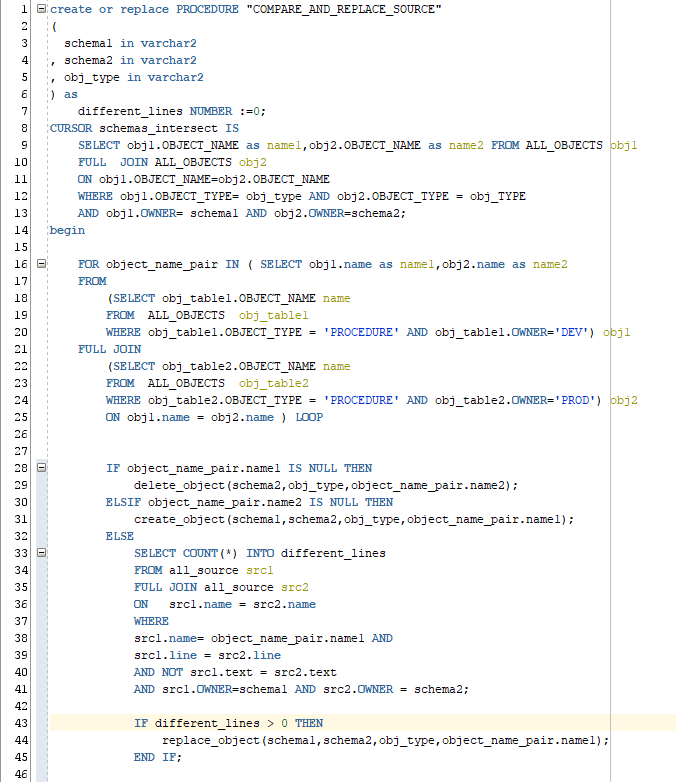 1 create or replace PROCEDURE "COMPARE_AND_REPLACE_SOURCE"
2 (
3 schema1 in varchar2
4 , schema2 in varchar2
5 , obj_type in varchar2
6 ) as
7 different_lines NUMBER :=0;
8 CURSOR schemas_intersect IS
9 SELECT obj1.OBJECT_NAME as name1,obj2.OBJECT_NAME as name2 FROM ALL_OBJECTS obj1
10 FULL  JOIN ALL_OBJECTS obj2
11 ON obj1.OBJECT_NAME=obj2.OBJECT_NAME
12 WHERE obj1.OBJECT_TYPE= obj_type AND obj2.OBJECT_TYPE = obj_TYPE
13 AND obj1.OWNER= schema1 AND obj2.OWNER=schema2;
14 begin
15
16 FOR object_name_pair IN ( SELECT obj1.name as name1,obj2.name as name2
17 FROM
18 (SELECT obj_table1.OBJECT_NAME name
19 FROM  ALL_OBJECTS  obj_table1
20 WHERE obj_table1.OBJECT_TYPE = 'PROCEDURE' AND obj_table1.OWNER='DEV') obj1
21 FULL JOIN
22 (SELECT obj_table2.OBJECT_NAME name
23 FROM  ALL_OBJECTS  obj_table2
24 WHERE obj_table2.OBJECT_TYPE = 'PROCEDURE' AND obj_table2.OWNER='PROD') obj2
25 ON obj1.name = obj2.name ) LOOP
26
27
28 IF object_name_pair.name1 IS NULL THEN
29 delete_object(schema2,obj_type,object_name_pair.name2);
30 ELSIF object_name_pair.name2 IS NULL THEN
31 create_object(schema1,schema2,obj_type,object_name_pair.name1);
32 ELSE
33 SELECT COUNT(*) INTO different_lines
34 FROM all_source src1
35 FULL JOIN all_source src2
36 ON   src1.name = src2.name
37 WHERE
38 src1.name= object_name_pair.name1 AND
39 src1.line = src2.line
40 AND NOT src1.text = src2.text
41 AND src1.OWNER=schema1 AND src2.OWNER = schema2;
42
43 IF different_lines > 0 THEN
44 replace_object(schema1,schema2,obj_type,object_name_pair.name1);
45 END IF;
46